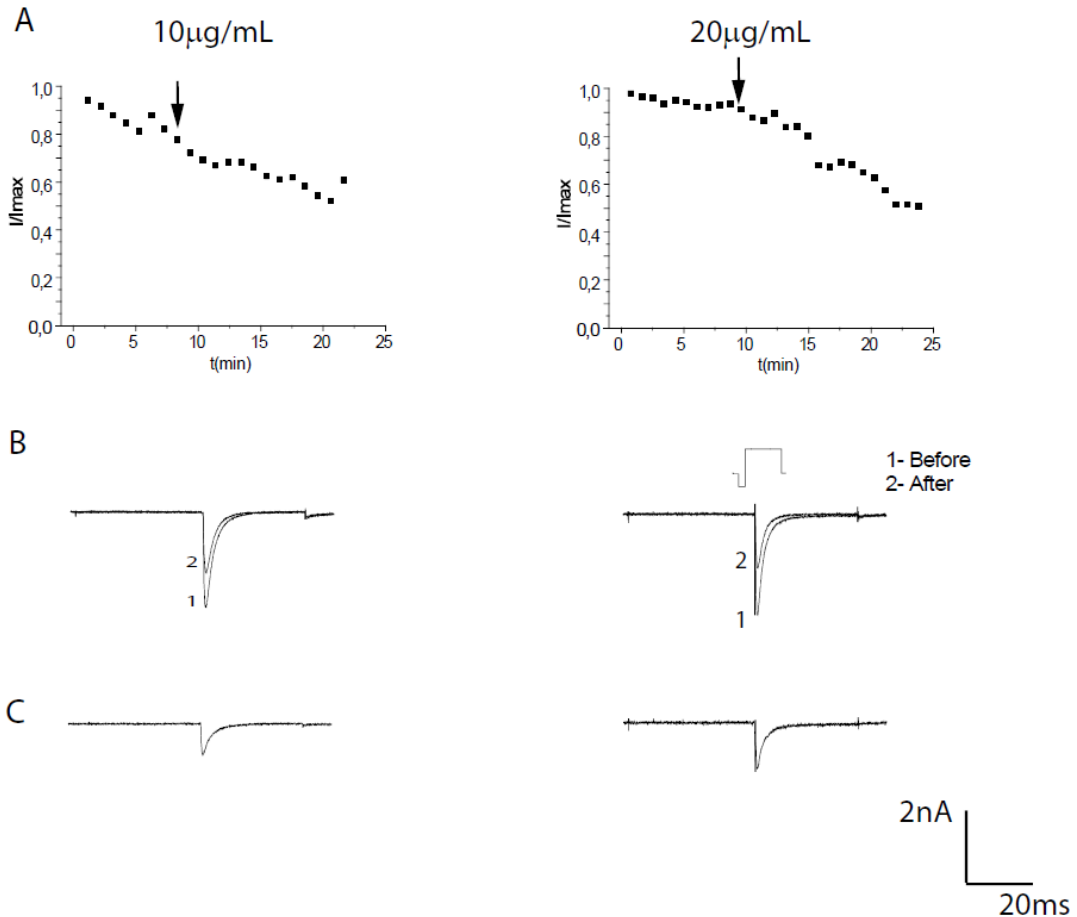 A
10μg/mL
20μg/mL
I/Imax
1,0
0,8
0,6
0,4
0,2
0,0
0 5 10 15 20 25
t(min)
I/Imax
1,0
0,8
0,6
0,4
0,2
0,0
0 5 10 15 20 25
t(min)
B
2
1
1- Before
2- After
2
1
C
2nA
20ms